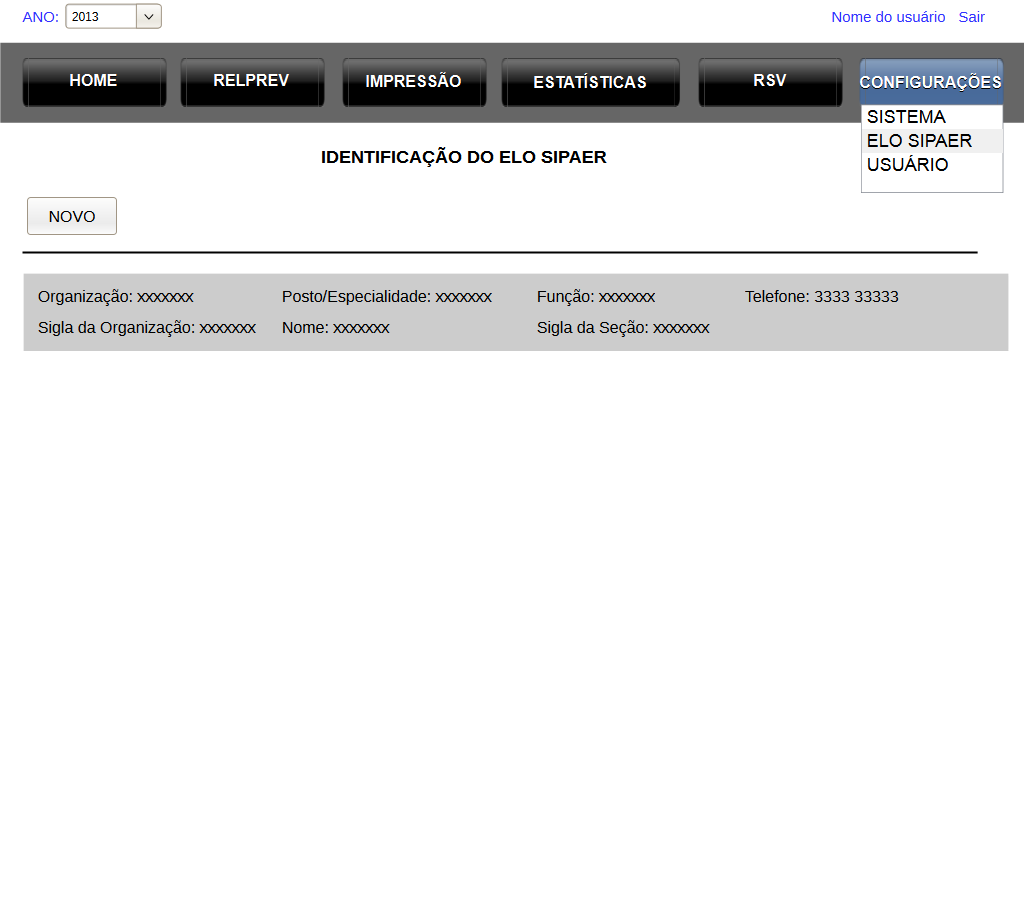 ANO: 2013 Nome do usuário Sair
HOME RELPREV IMPRESSÃO ESTATÍSTICAS RSV CONFIGURAÇÕES
SISTEMA
ELO SIPAER
USUÁRIO
IDENTIFICAÇÃO DO ELO SIPAER
NOVO
Organização: xxxxxxx Posto/Especialidade: xxxxxxx Função: xxxxxxx Telefone: 3333 33333
Sigla da Organização: xxxxxxx Nome: xxxxxxx Sigla da Seção: xxxxxxx